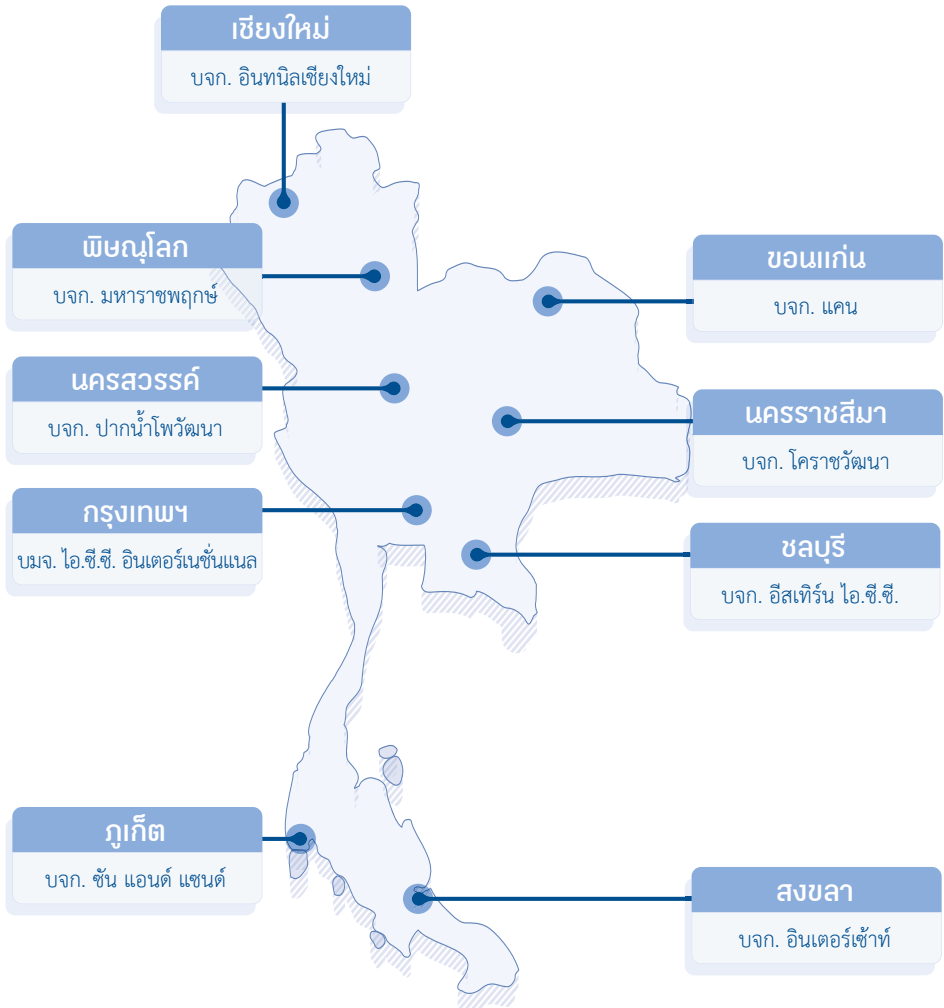 เชียงใหม่
บจก. อินทนิลเชียงใหม่
พิษณุโลก
บจก. มหาราชพฤกษ์
ขอนแก่น
บจก. แคน
นครสวรรค์
บจก. ปากน้ำโพวัฒนา
นครราชสีมา
บจก. โคราชวัฒนา
กรุงเทพฯ
บมจ. ไอ.ซี.ซี. อินเตอร์เนชั่นแนล
ชลบุรี
บจก. อีสเทิร์น ไอ.ซี.ซี.
ภูเก็ต
บจก. ซัน แอนด์ แซนด์
สงขลา
บจก. อินเตอร์เซ้าท์